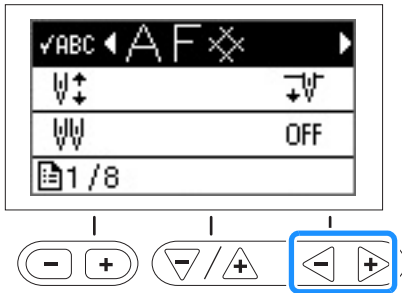 ✓ABC A F
OFF
1/8
- + - + - +